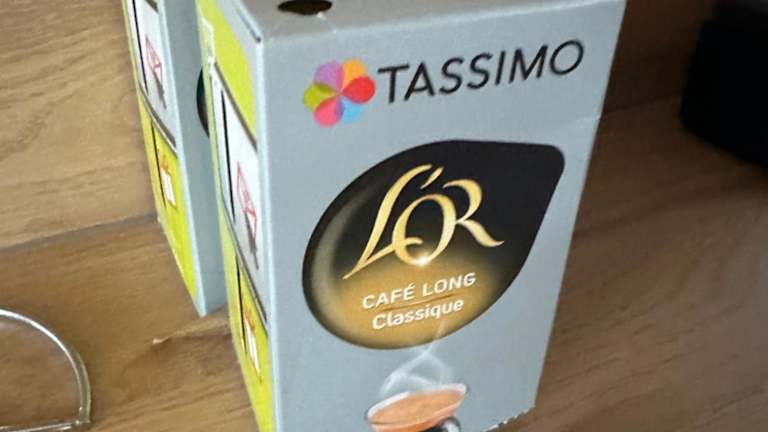 TASSIMO
L'OR
CAFÉ LONG
Classique